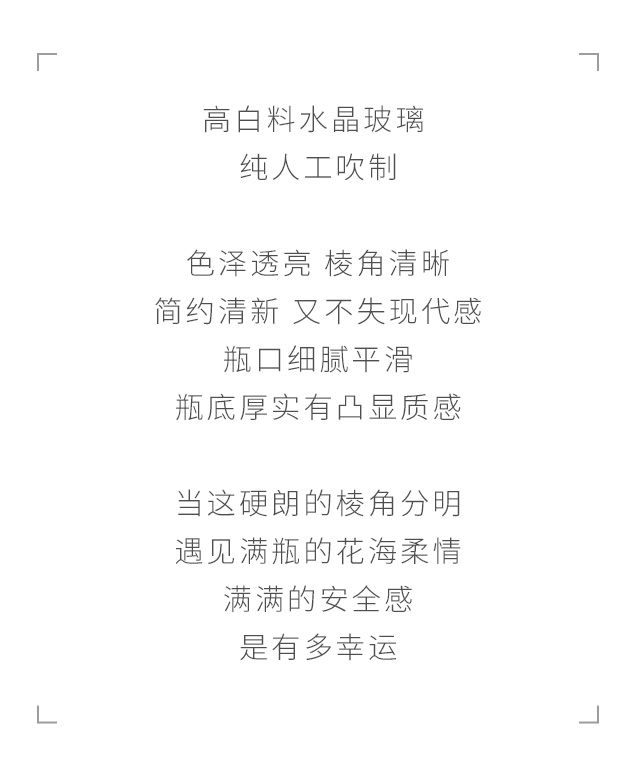 高白料水晶玻璃
纯人工吹制
色泽透亮 棱角清晰
简约清新 又不失现代感
瓶口细腻平滑
瓶底厚实有凸显质感
当这硬朗的棱角分明
遇见满瓶的花海柔情
满满的安全感
是有多幸运